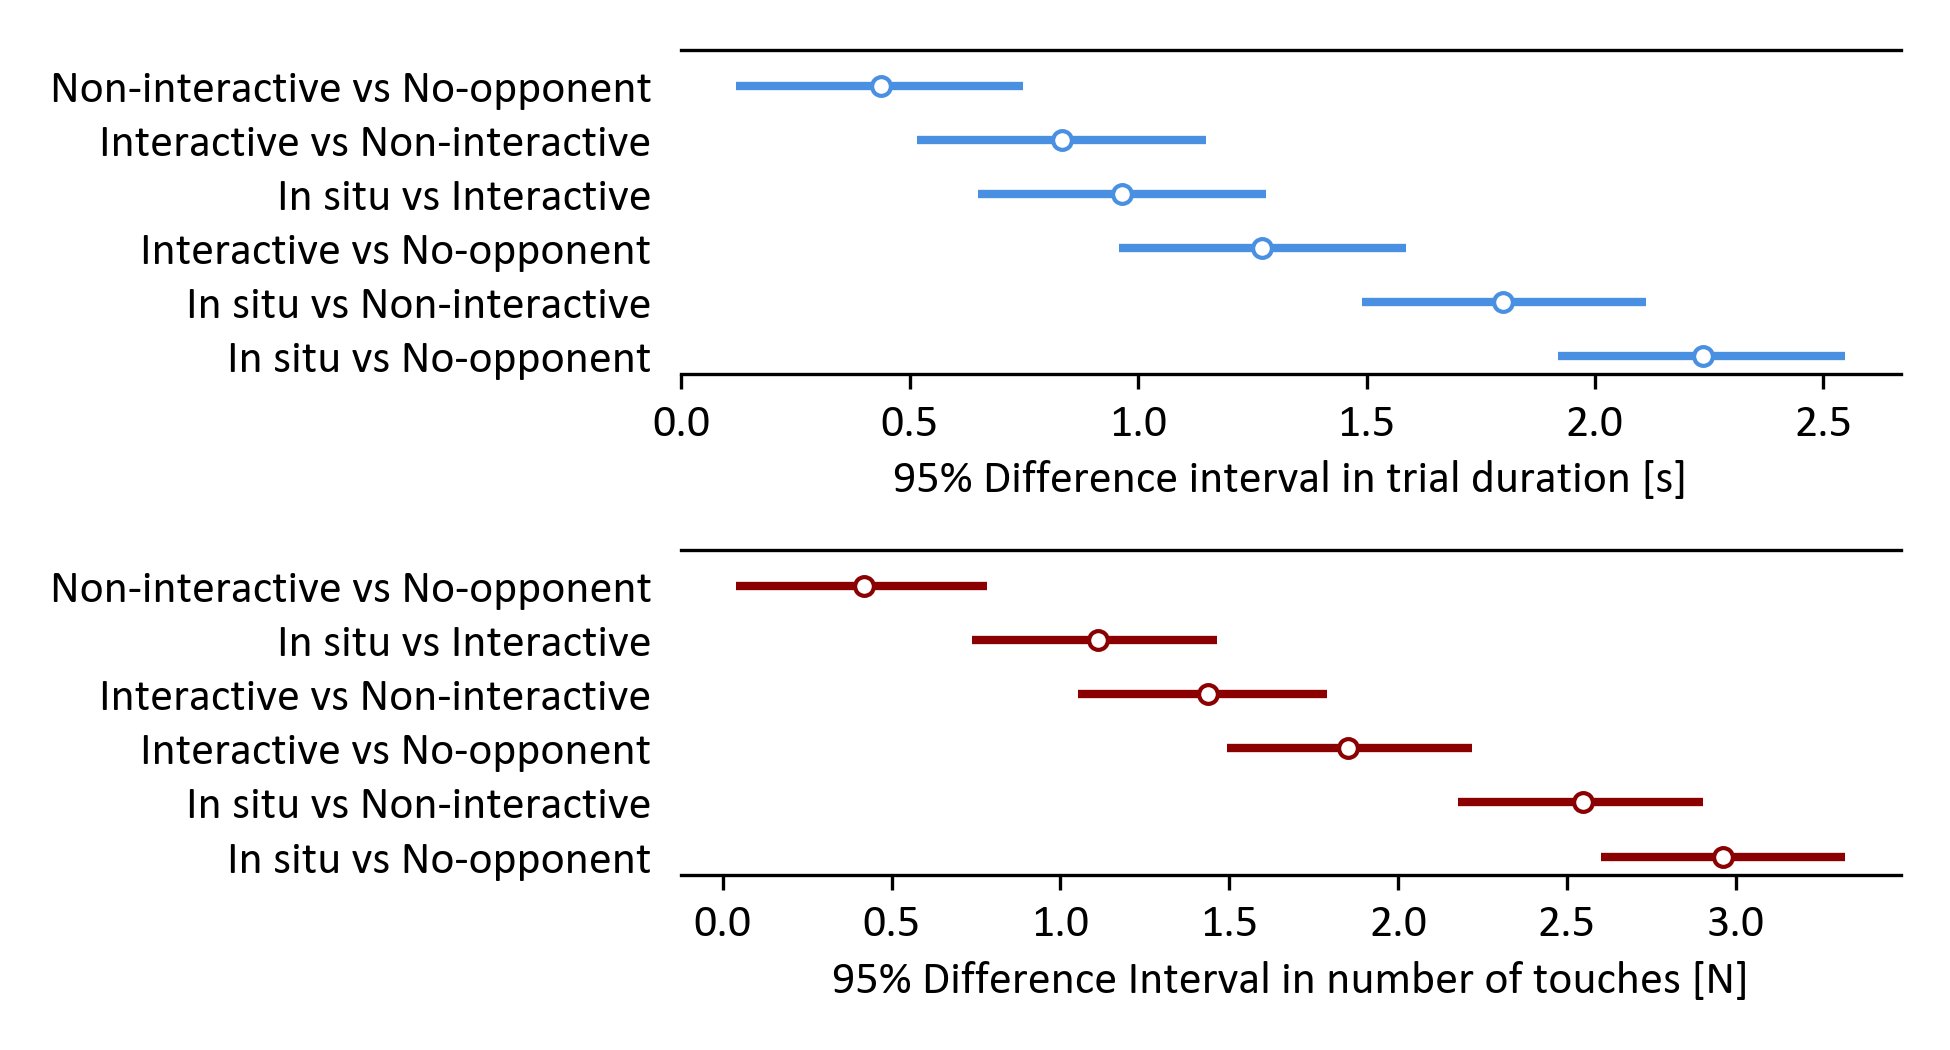 Non-interactive vs No-opponent
Interactive vs Non-interactive
In situ vs Interactive
Interactive vs No-opponent
In situ vs Non-interactive
In situ vs No-opponent
0.0 0.5 1.0 1.5 2.0 2.5
95% Difference interval in trial duration [s]
Non-interactive vs No-opponent
In situ vs Interactive
Interactive vs Non-interactive
Interactive vs No-opponent
In situ vs Non-interactive
In situ vs No-opponent
0.0 0.5 1.0 1.5 2.0 2.5 3.0
95% Difference Interval in number of touches [N]